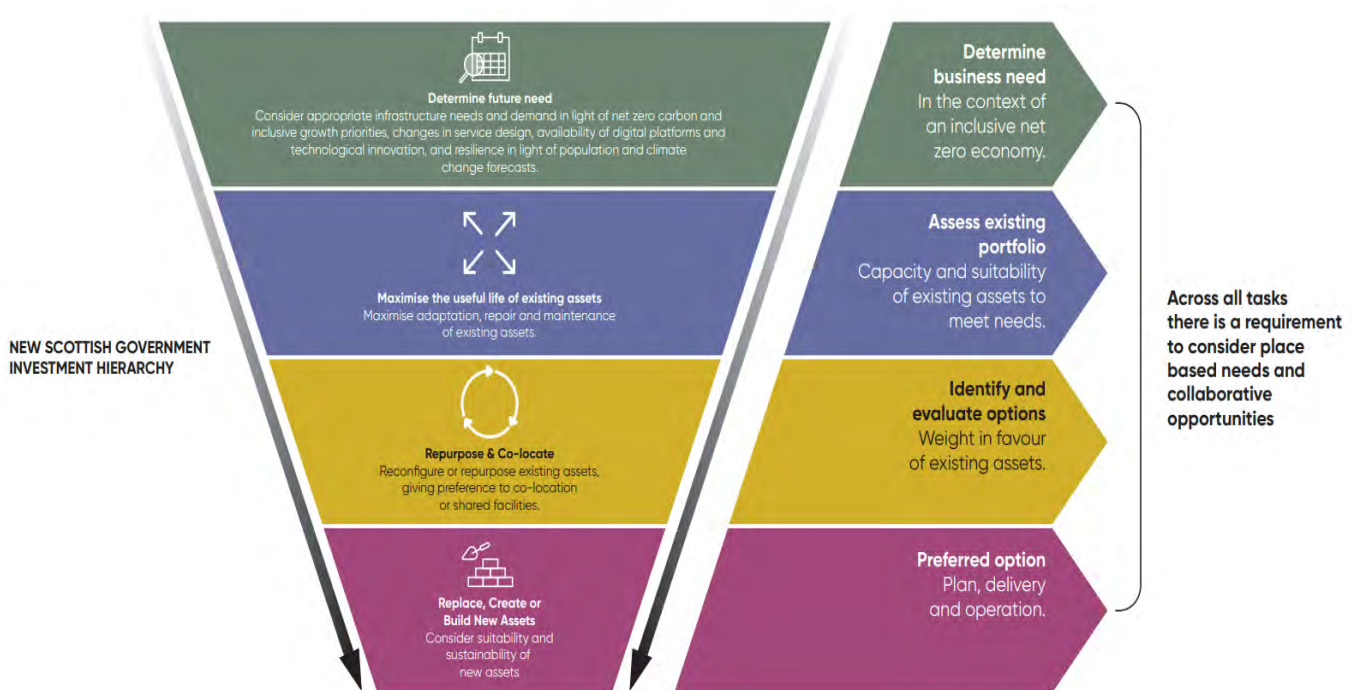 NEW SCOTTISH GOVERNMENT
INVESTMENT HIERARCHY
Determine future need
Consider appropriate infrastructure needs and demand in light of net zero carbon and
inclusive growth priorities, changes in service design, availability of digital platforms and
technological innovation, and resilience in light of population and climate
change forecasts.
Maximise the useful life of existing assets
Maximise adaptation, repair and maintenance
of existing assets.
Repurpose & Co-locate
Reconfigure or repurpose existing assets,
giving preference to co-location
or shared facilities.
Replace, Create or
Build New Assets
Consider suitability and
sustainability of
new assets
Determine
business need
In the context of
an inclusive net
zero economy.
Assess existing
portfolio
Capacity and suitability
of existing assets to
meet needs.
Identify and
evaluate options
Weight in favour
of existing assets.
Preferred option
Plan, delivery
and operation.
Across all tasks
there is a requirement
to consider place
based needs and
collaborative
opportunities